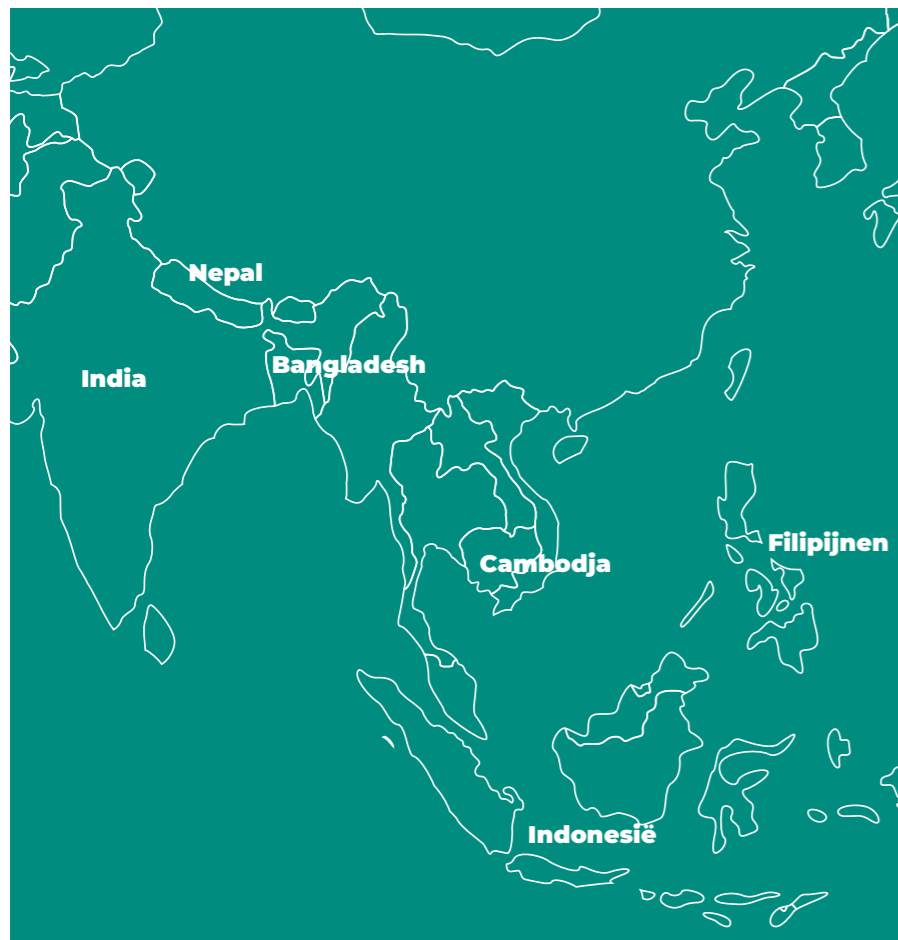 Nepal
Bangladesh
India
Filipijnen
Cambodja
Indonesië